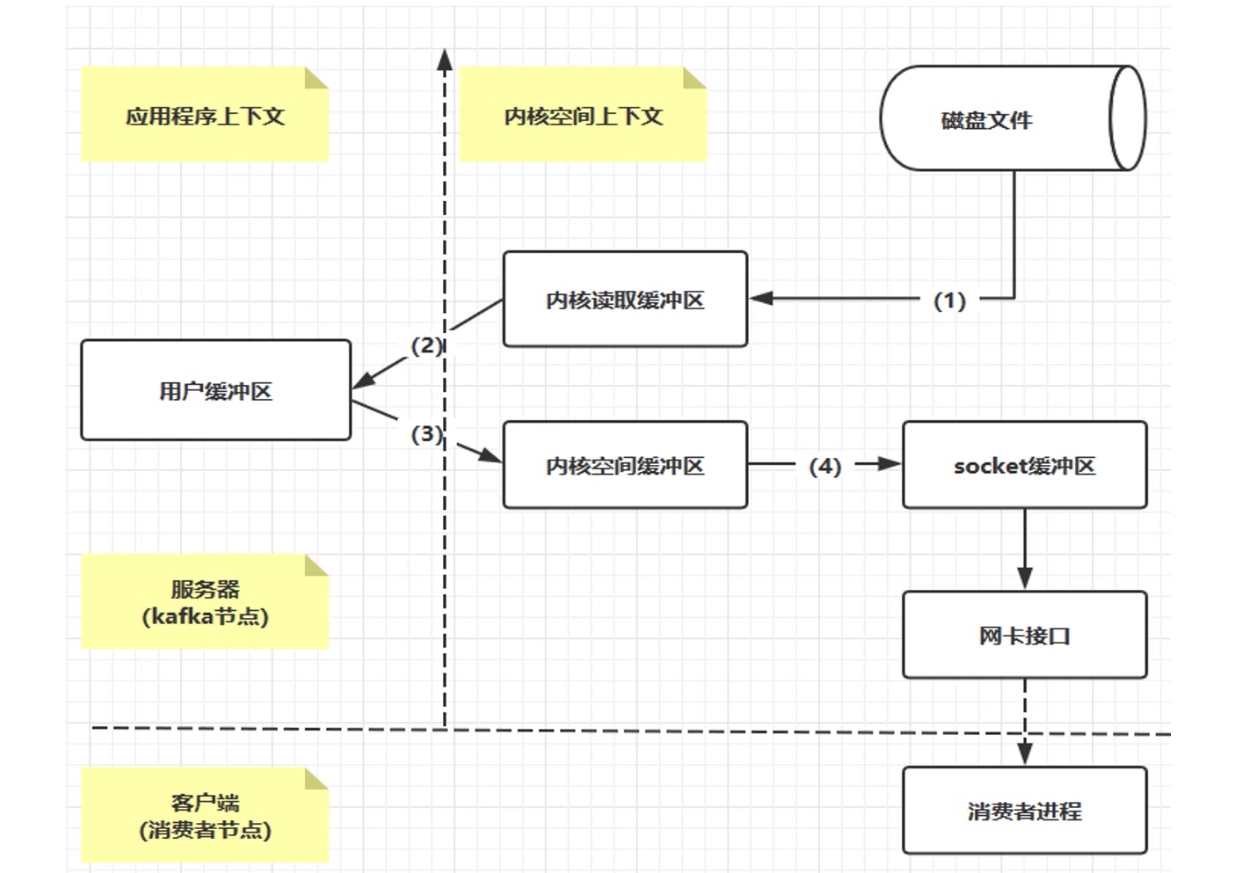 应用程序上下文
内核空间上下文
磁盘文件
内核读取缓冲区
(1)
(2)
用户缓冲区
(3)
内核空间缓冲区
(4)
socket缓冲区
服务器
(kafka节点)
网卡接口
客户端
(消费者节点)
消费者进程